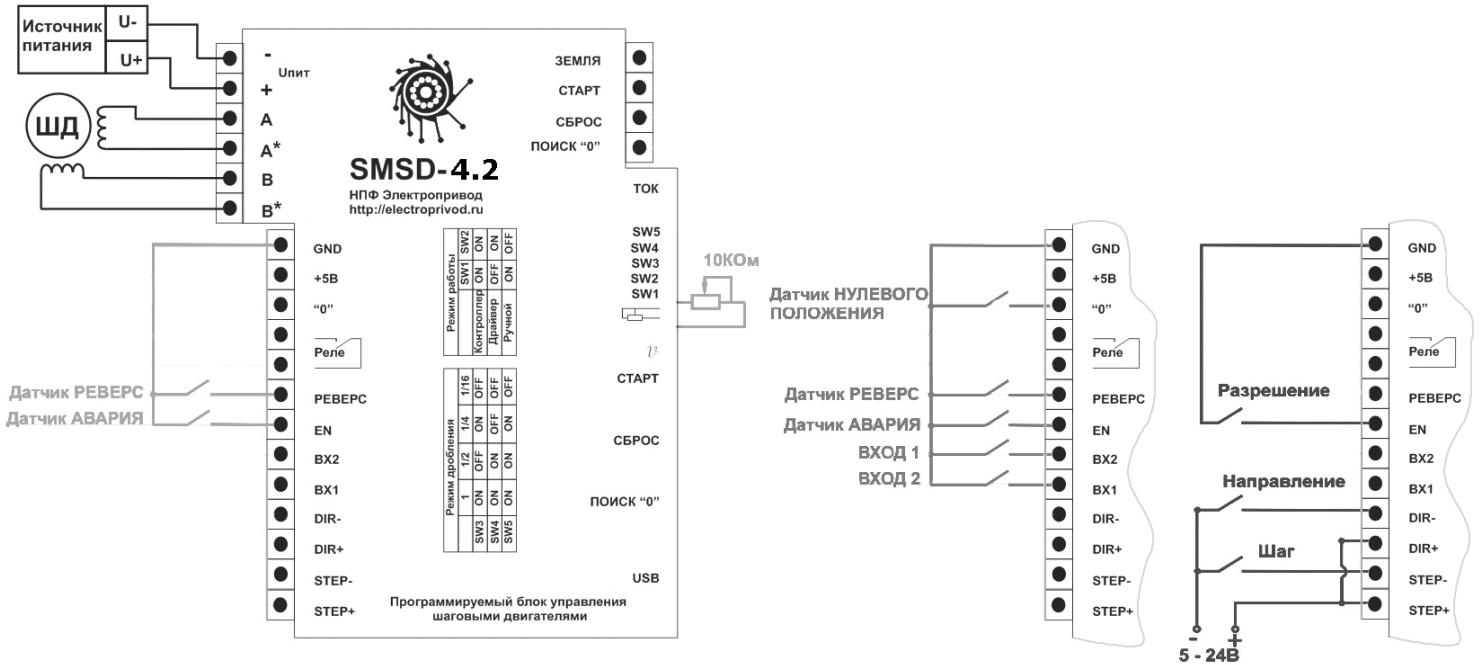 Источник
питания
U-
U+
-
Uпит
+
A
A*
B
B*
ШД
SMSD-4.2
НПФ Электропривод
http://electroprivod.ru
ЗЕМЛЯ
СТАРТ
СБРОС
ПОИСК “0”
ТОК
SW5
SW4
SW3
SW2
SW1
10КОм
СТАРТ
СБРОС
ПОИСК “0”
USB
GND
+5В
“0”
Реле
РЕВЕРС
EN
ВХ2
ВХ1
DIR-
DIR+
STEP-
STEP+
Датчик РЕВЕРС
Датчик АВАРИЯ
Режим работы
SW1 SW2
Контроллер ON ON
Драйвер OFF ON
Ручной ON OFF
Режим дробления
1 1/2 1/4 1/16
SW3 ON OFF ON OFF
SW4 ON ON OFF OFF
SW5 ON ON ON OFF
Программируемый блок управления
шаговыми двигателями
Датчик НУЛЕВОГО
ПОЛОЖЕНИЯ
Датчик РЕВЕРС
Датчик АВАРИЯ
ВХОД 1
ВХОД 2
GND
+5В
“0”
Реле
РЕВЕРС
EN
ВХ2
ВХ1
DIR-
DIR+
STEP-
STEP+
Разрешение
Направление
Шаг
- +
5 - 24В
GND
+5В
“0”
Реле
РЕВЕРС
EN
ВХ2
ВХ1
DIR-
DIR+
STEP-
STEP+